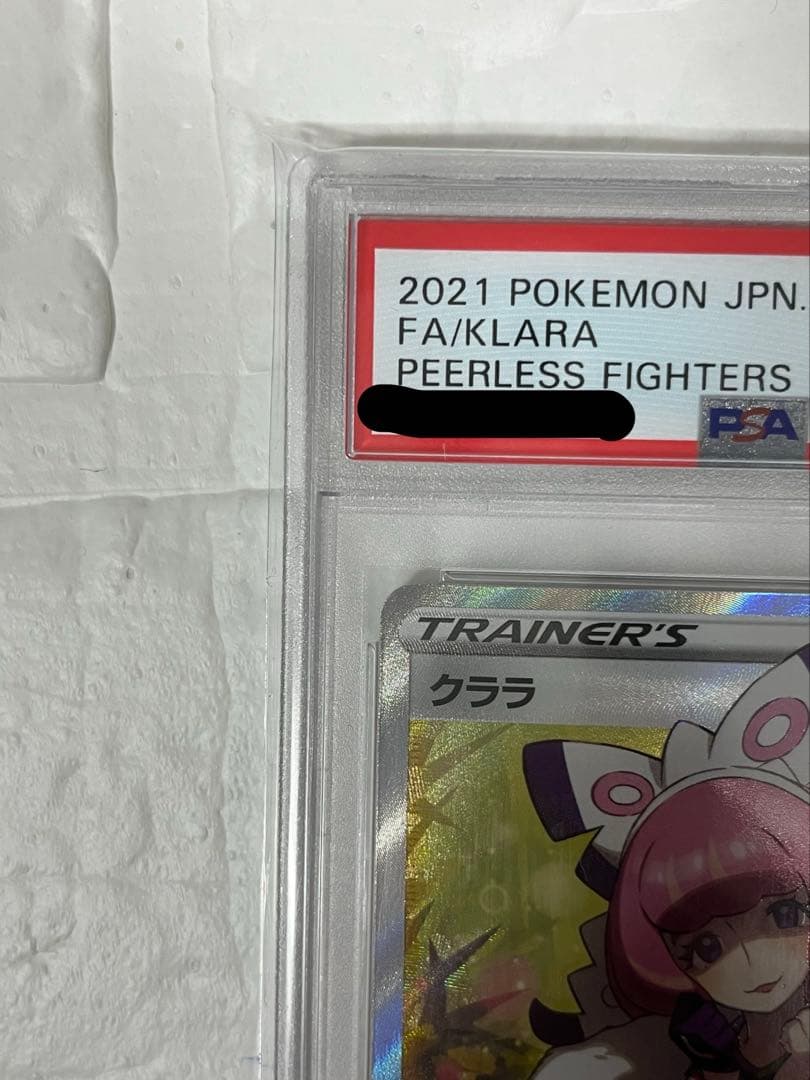 2021 POKEMON JPN.
FA/KLARA
PEERLESS FIGHTERS
PSA
TRAINER'S
クララ